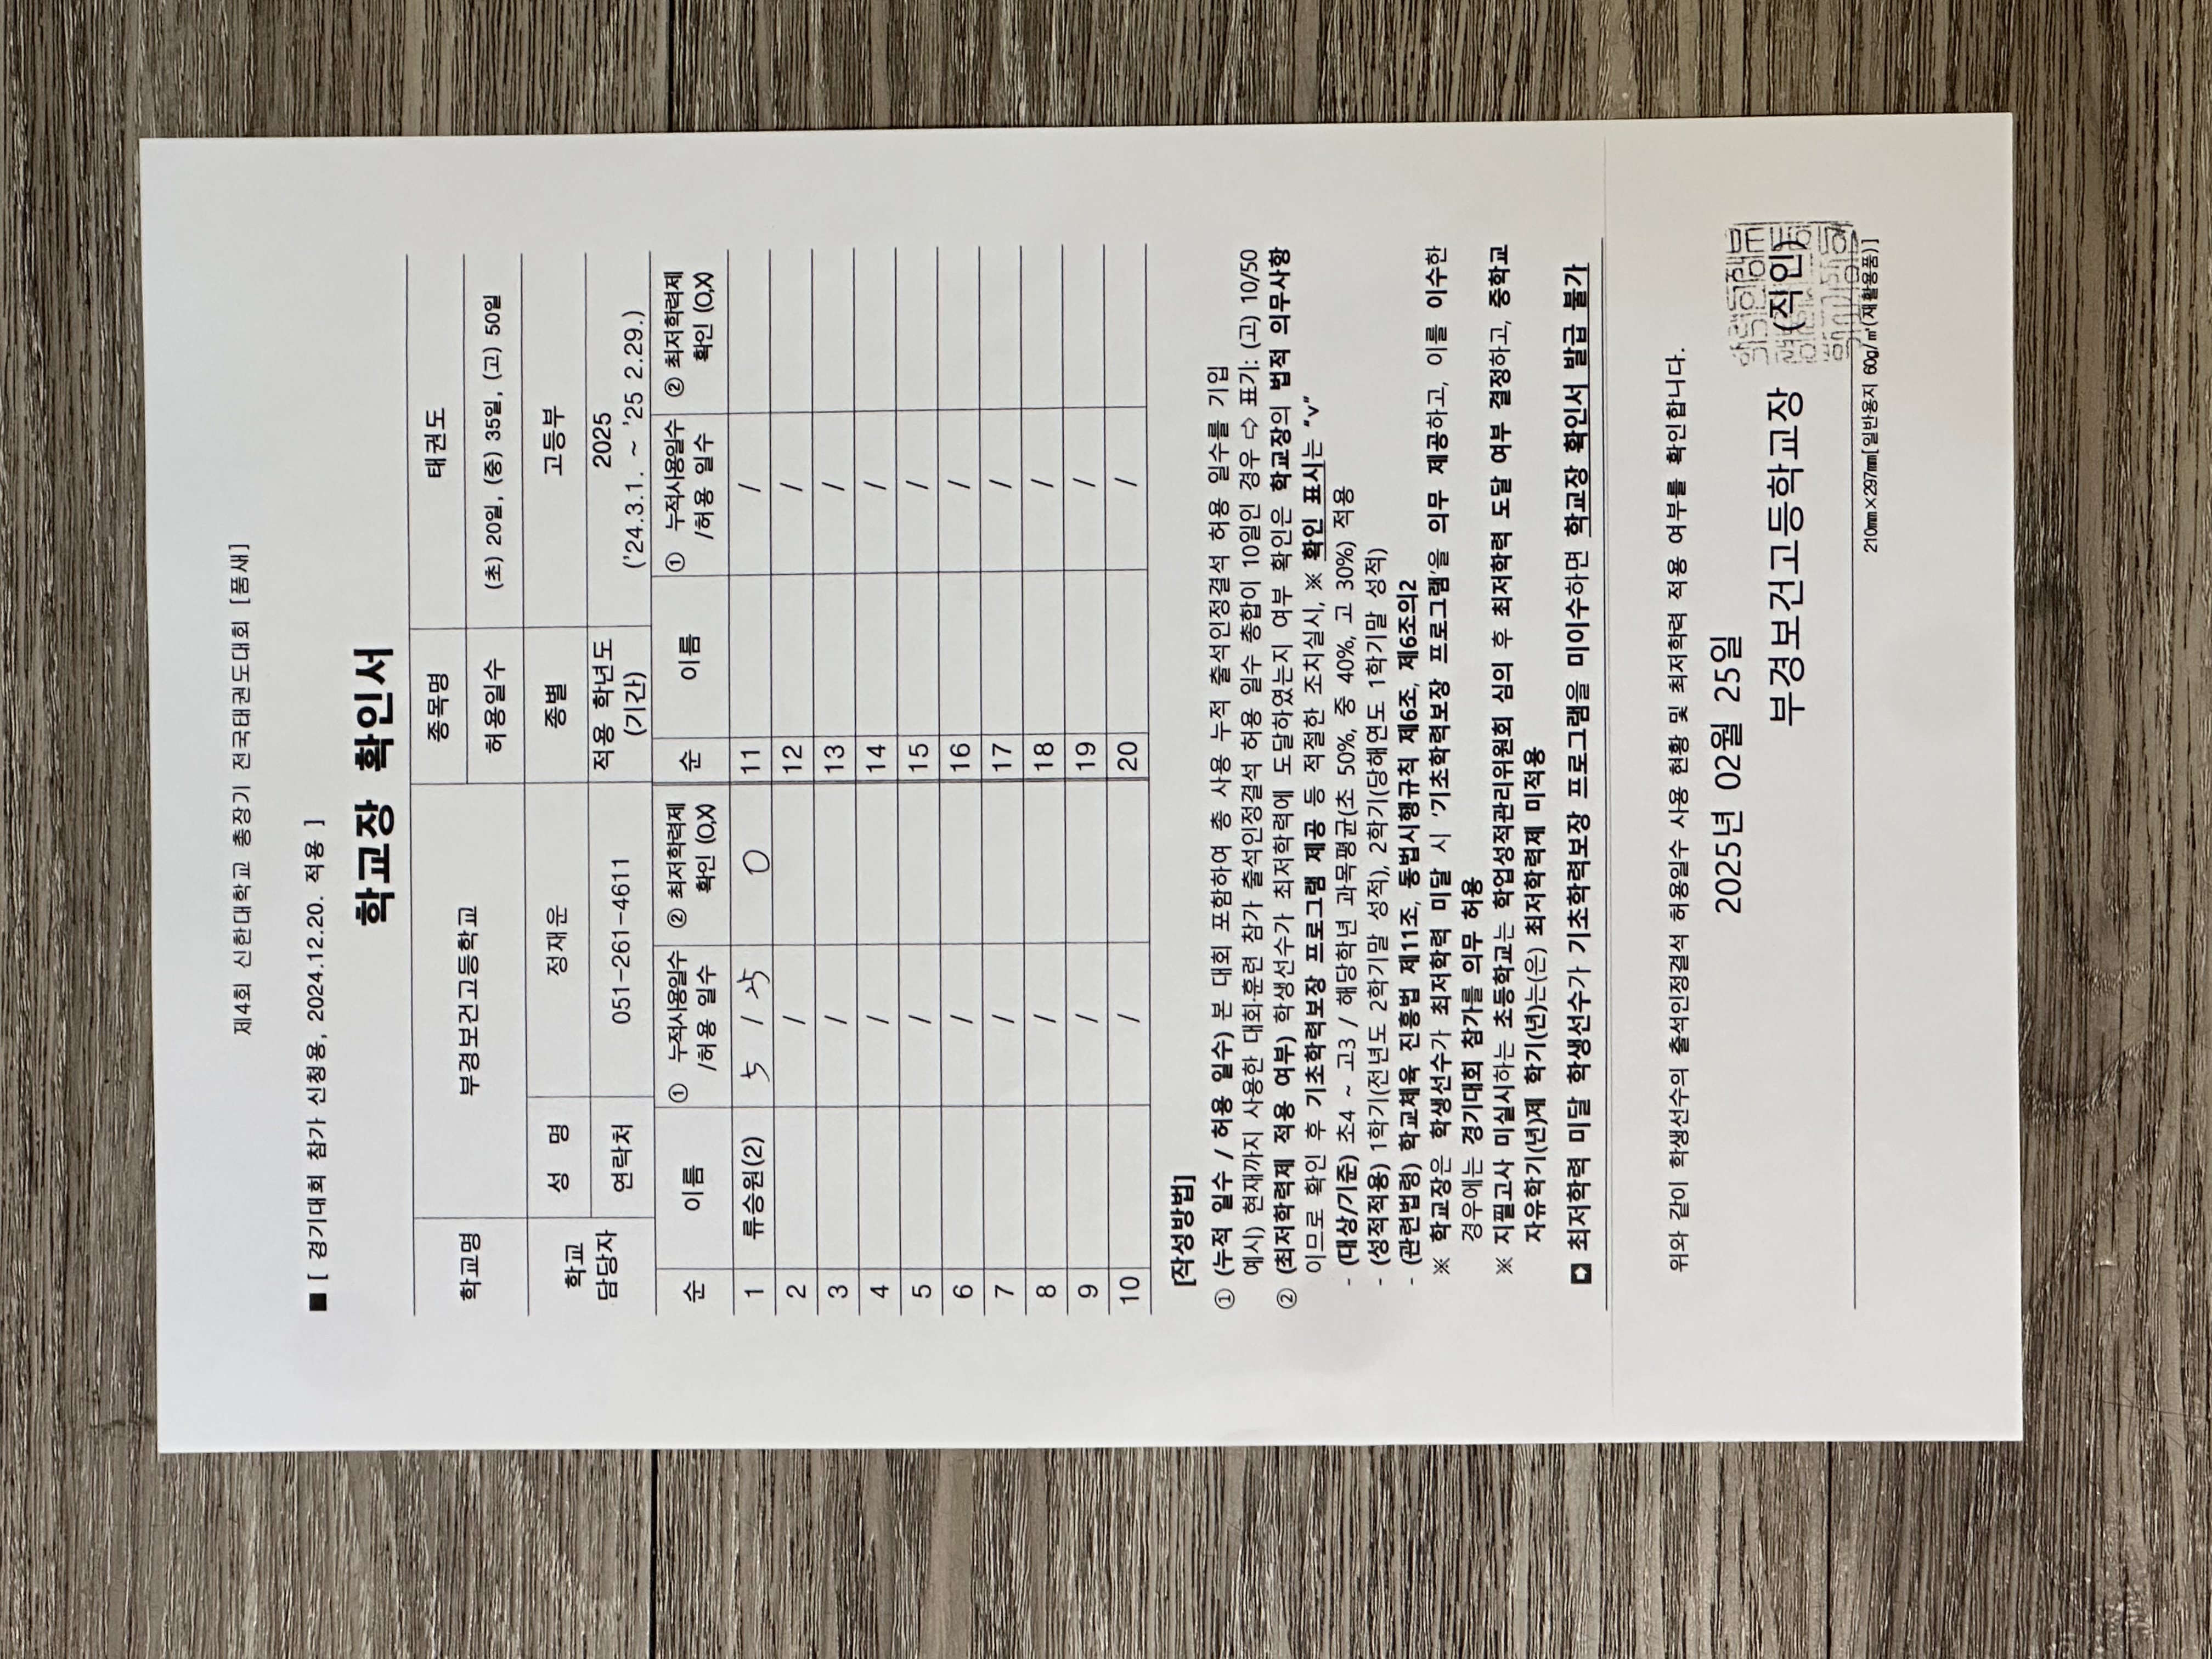 제4회 신한대학교 총장기 전국태권도대회 [품새]
■ [ 경기대회 참가 신청용, 2024.12.20. 적용 ]
학교장 확인서
학교명 부경보건고등학교 종목명 태권도
허용일수 (초) 20일, (중) 35일, (고) 50일
학교 담당자 성 명 정재운 종별 고등부
연락처 051-261-4611 적용 학년도 (기간) 2025 ('24.3.1. ~ '25 2.29.)
순 이름 ① 누적사용일수 /허용 일수 ② 최저학력제 확인 (O,X) 순 이름 ① 누적사용일수 /허용 일수 ② 최저학력제 확인 (O,X)
1 류승원(2) 5 / O 11 /
2 / 12 /
3 / 13 /
4 / 14 /
5 / 15 /
6 / 16 /
7 / 17 /
8 / 18 /
9 / 19 /
10 / 20 /
[작성방법]
① (누적 일수 / 허용 일수) 본 대회 포함하여 총 사용 누적 출석인정결석 허용 일수를 기입
예시) 현재까지 사용한 대회·훈련 참가 출석인정결석 허용 일수 총합이 10일인 경우 ⇨ 표기: (고) 10/50
② (최저학력제 적용 여부) 학생선수가 최저학력에 도달하였는지 여부 확인은 학교장의 법적 의무사항
이므로 확인 후 기초학력보장 프로그램 제공 등 적절한 조치실시, ※ 확인 표시는 "v"
- (대상/기준) 초4 ~ 고3 / 해당학년 과목평균(초 50%, 중 40%, 고 30%) 적용
- (성적적용) 1학기(전년도 2학기말 성적), 2학기(당해연도 1학기말 성적)
- (관련법령) 학교체육 진흥법 제11조, 동법시행규칙 제6조, 제6조의2
※ 학교장은 학생선수가 최저학력 미달 시 '기초학력보장 프로그램'을 의무 제공하고, 이를 이수한
경우에는 경기대회 참가를 의무 허용
※ 지필고사 미실시하는 초등학교는 학업성적관리위원회 심의 후 최저학력 도달 여부 결정하고, 중학교
자유학기(년)제 학기(년)는(은) 최저학력제 미적용
최저학력 미달 학생선수가 기초학력보장 프로그램을 미이수하면 학교장 확인서 발급 불가
위와 같이 학생선수의 출석인정결석 허용일수 사용 현황 및 최저학력 적용 여부를 확인합니다.
2025년 02월 25일
부경보건고등학교장 (직인)
210㎜×297㎜[일반용지 60g/㎡(재활용품)]